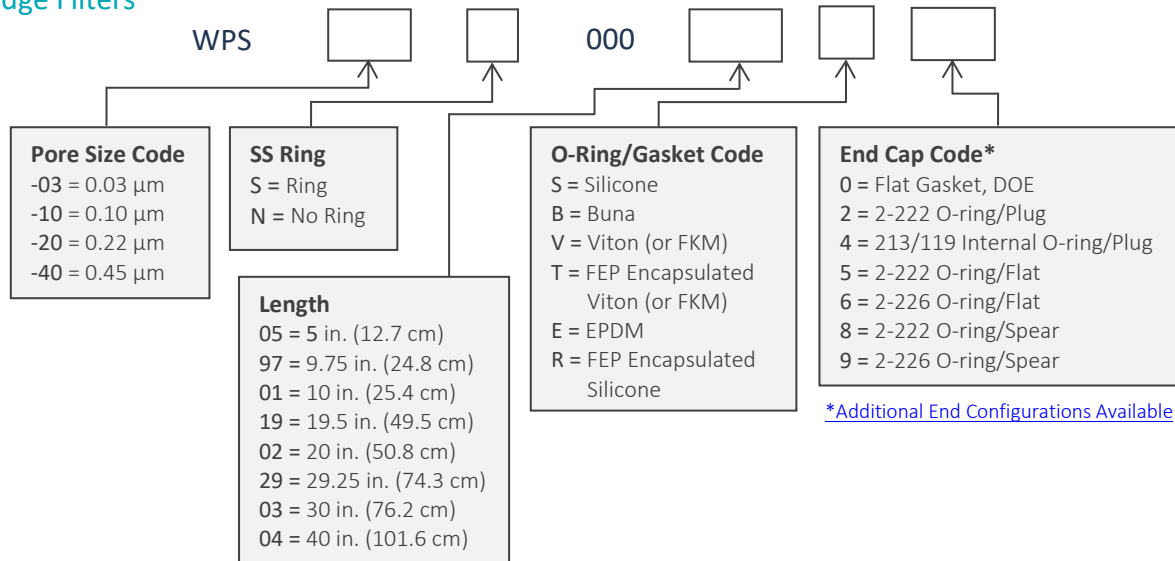 Filters
WPS 000
Pore Size Code
-03 = 0.03 µm
-10 = 0.10 µm
-20 = 0.22 µm
-40 = 0.45 µm
SS Ring
S = Ring
N = No Ring
Length
05 = 5 in. (12.7 cm)
97 = 9.75 in. (24.8 cm)
01 = 10 in. (25.4 cm)
19 = 19.5 in. (49.5 cm)
02 = 20 in. (50.8 cm)
29 = 29.25 in. (74.3 cm)
03 = 30 in. (76.2 cm)
04 = 40 in. (101.6 cm)
O-Ring/Gasket Code
S = Silicone
B = Buna
V = Viton (or FKM)
T = FEP Encapsulated
Viton (or FKM)
E = EPDM
R = FEP Encapsulated
Silicone
End Cap Code*
0 = Flat Gasket, DOE
2 = 2-222 O-ring/Plug
4 = 213/119 Internal O-ring/Plug
5 = 2-222 O-ring/Flat
6 = 2-226 O-ring/Flat
8 = 2-222 O-ring/Spear
9 = 2-226 O-ring/Spear
*Additional End Configurations Available